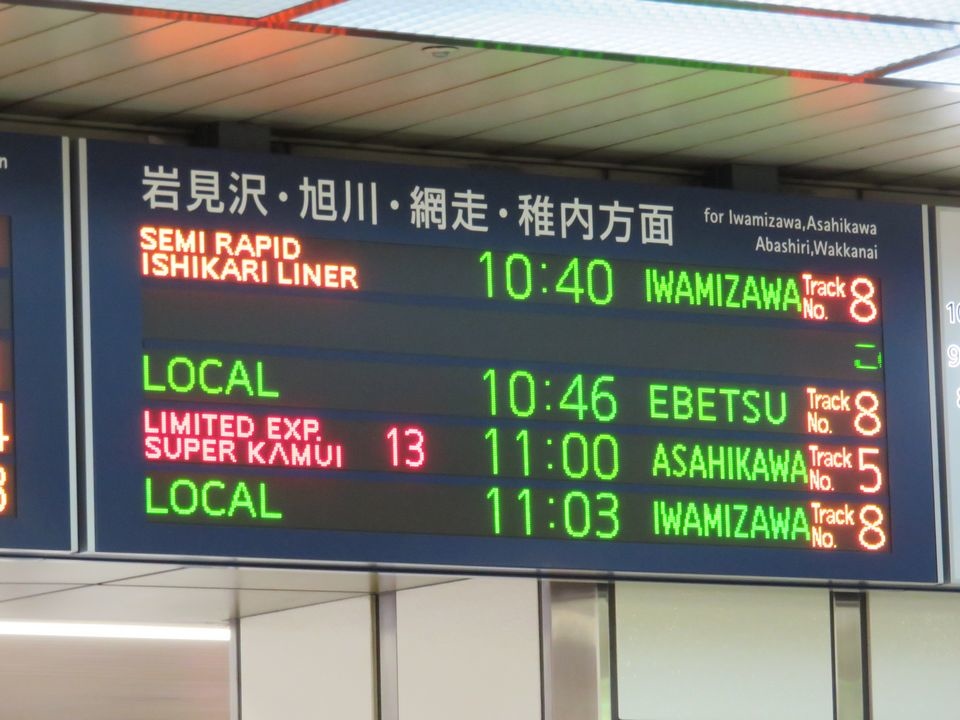 岩見沢・旭川・網走・稚内方面
for Iwamizawa,Asahikawa
Abashiri,Wakkanai
SEMI RAPID
ISHIKARI LINER 10:40 IWAMIZAWA Track No. 8
こ
LOCAL 10:46 EBETSU Track No. 8
LIMITED EXP.
SUPER KAMUI 13 11:00 ASAHIKAWA Track No. 5
LOCAL 11:03 IWAMIZAWA Track No. 8